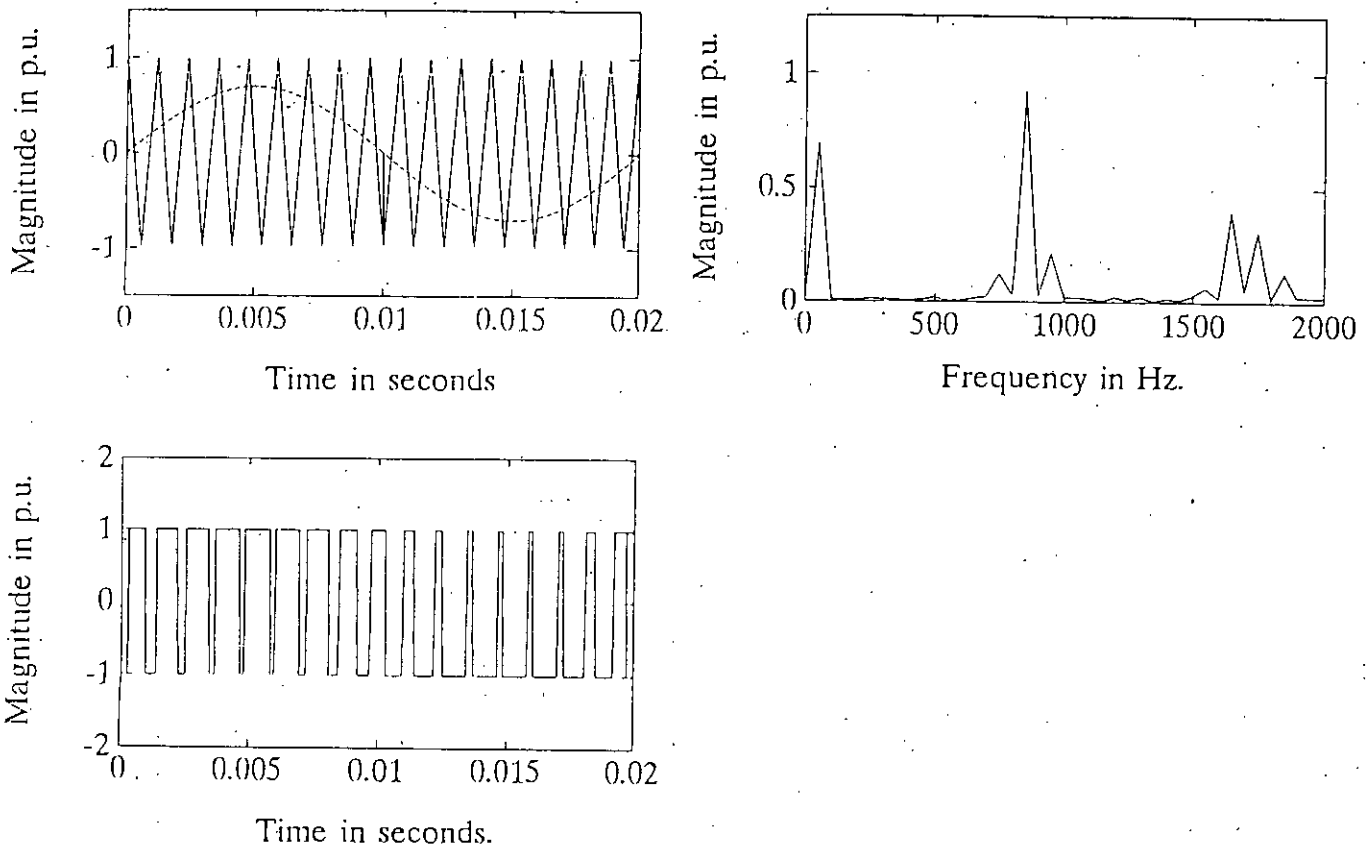 Magnitude in p.u.
1
0
-1
0 0.005 0.01 0.015 0.02
Time in seconds
Magnitude in p.u.
1
0.5
0
0 500 1000 1500 2000
Frequency in Hz.
Magnitude in p.u.
2
1
0
-1
-2
0 0.005 0.01 0.015 0.02
Time in seconds.